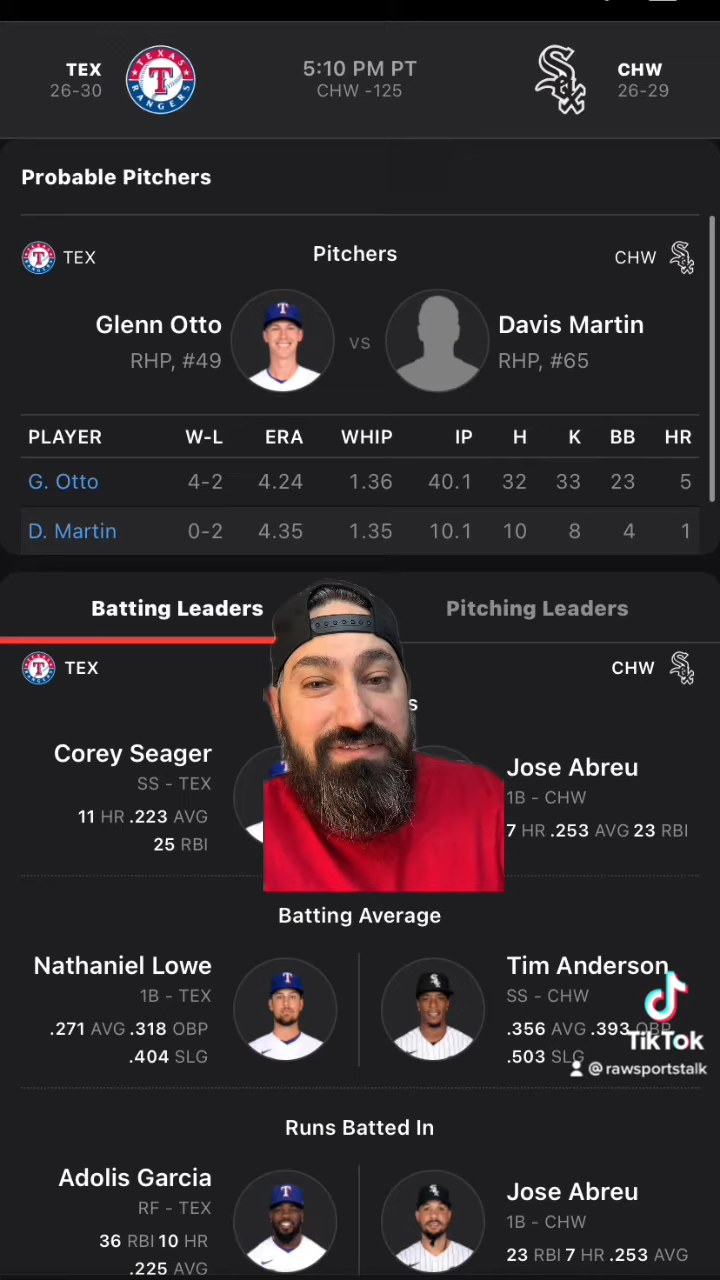 TEX
26-30
5:10 PM PT
CHW -125
CHW
26-29
Probable Pitchers
TEX
Pitchers
CHW
Glenn Otto
RHP, #49
VS
Davis Martin
RHP, #65
PLAYER W-L ERA WHIP IP H K BB HR
G. Otto 4-2 4.24 1.36 40.1 32 33 23 5
D. Martin 0-2 4.35 1.35 10.1 10 8 4 1
Batting Leaders
Pitching Leaders
TEX
CHW
s
Corey Seager
SS - TEX
11 HR .223 AVG
25 RBI
Jose Abreu
1B - CHW
7 HR .253 AVG 23 RBI
Batting Average
Nathaniel Lowe
1B - TEX
.271 AVG .318 OBP
.404 SLG
Tim Anderson
SS - CHW
.356 AVG .393 OBP
.503 SLG
TikTok
@rawsportstalk
Runs Batted In
Adolis Garcia
RF - TEX
36 RBI 10 HR
.225 AVG
Jose Abreu
1B - CHW
23 RBI 7 HR .253 AVG